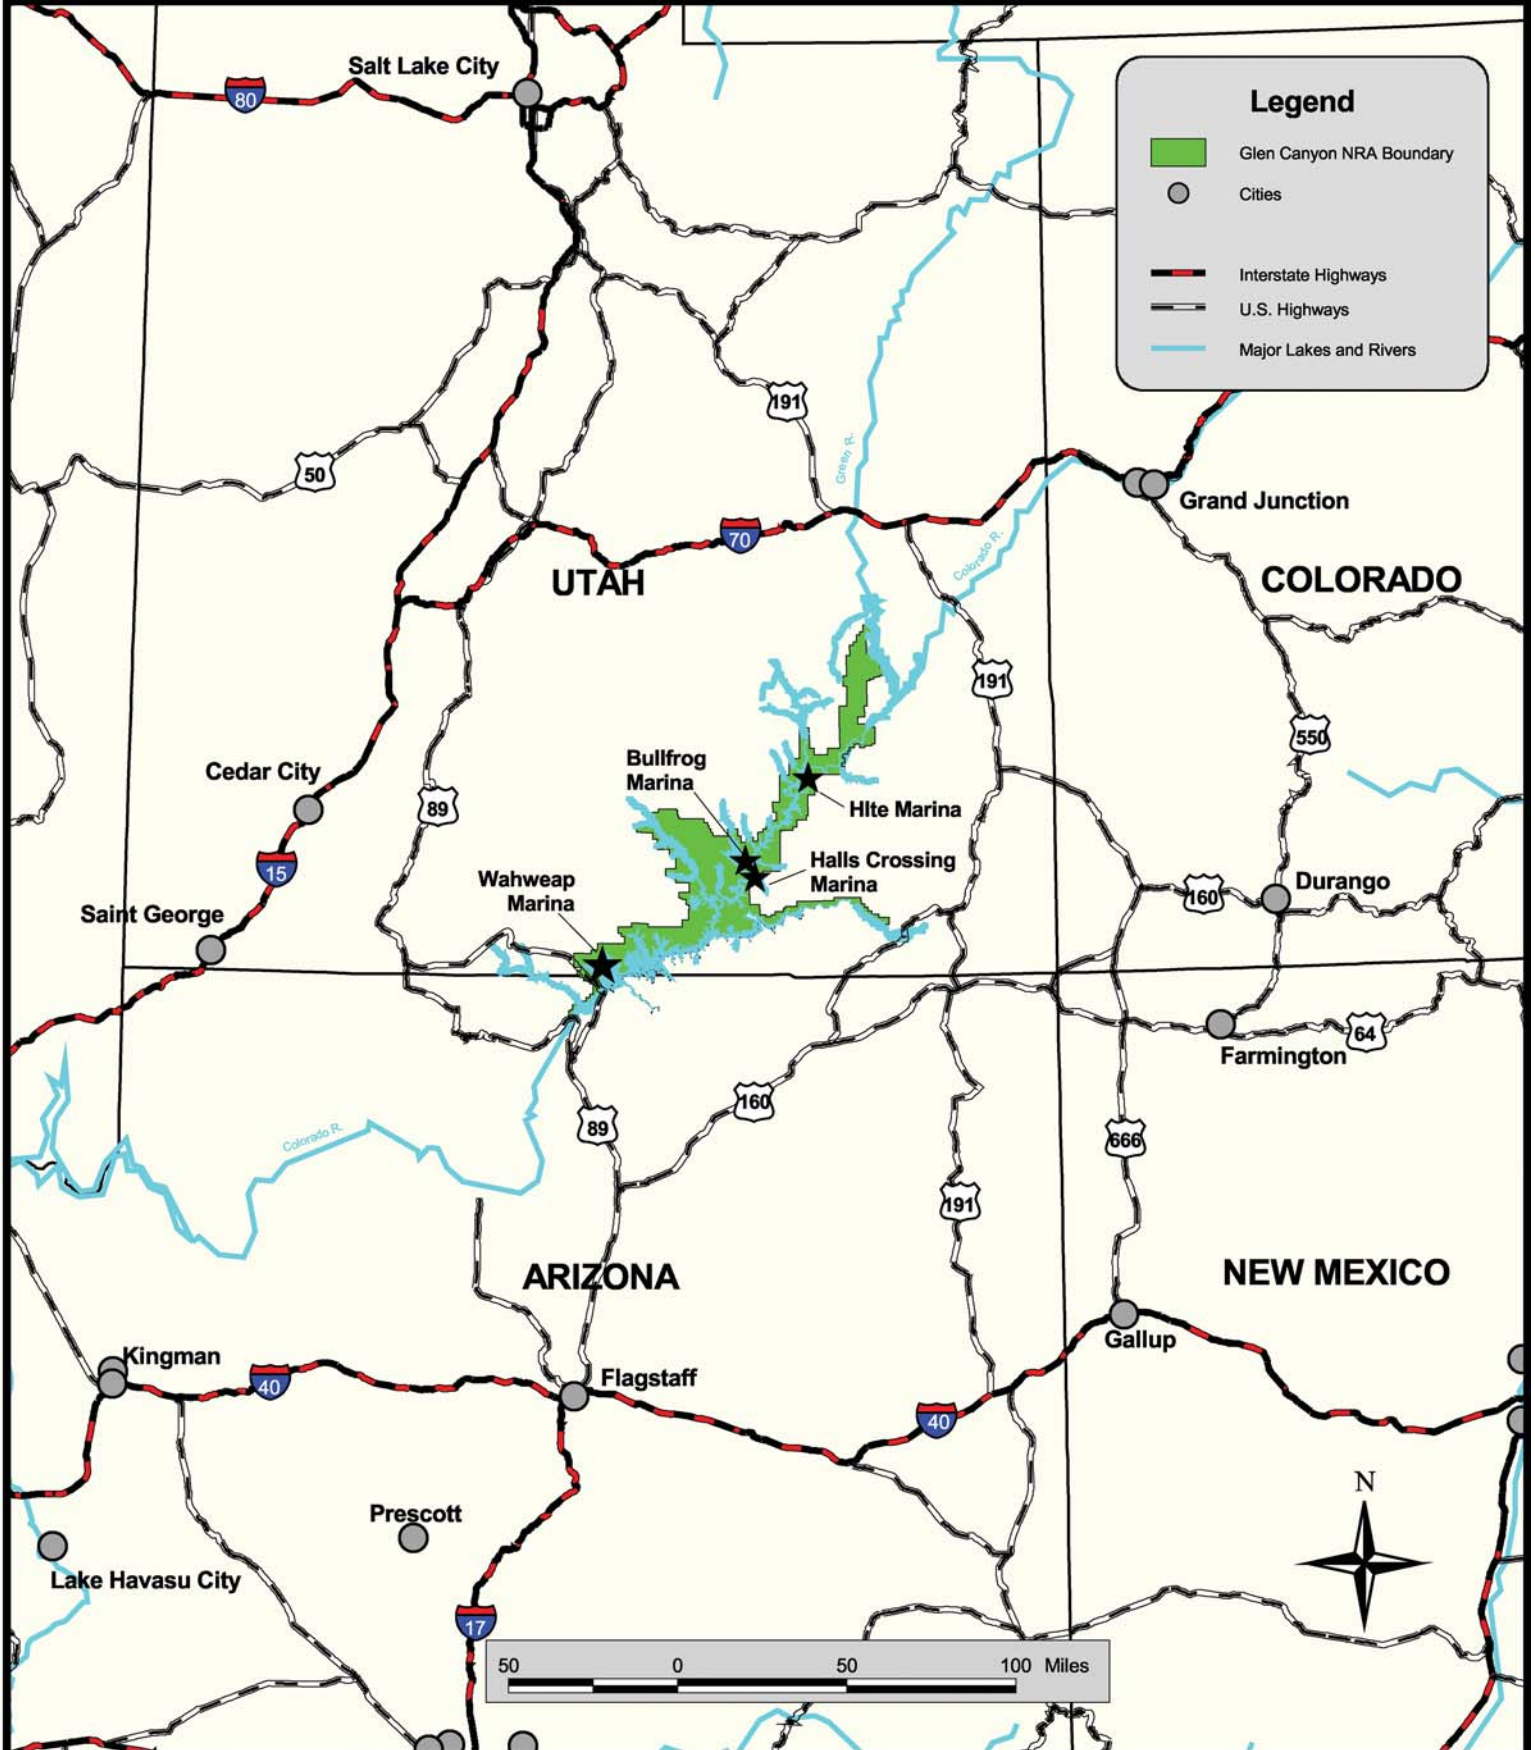 Salt Lake City
80
Legend
Glen Canyon NRA Boundary
Cities
Interstate Highways
U.S. Highways
Major Lakes and Rivers
191
Green R.
50
Grand Junction
70
Colorado R.
UTAH
COLORADO
191
550
Bullfrog
Marina
Cedar City
89
HIte Marina
15
Halls Crossing
Marina
Wahweap
Marina
160
Durango
Saint George
64
Farmington
160
89
666
Colorado R.
191
ARIZONA
NEW MEXICO
Gallup
Kingman
40
Flagstaff
40
N
Prescott
Lake Havasu City
17
50 0 50 100 Miles